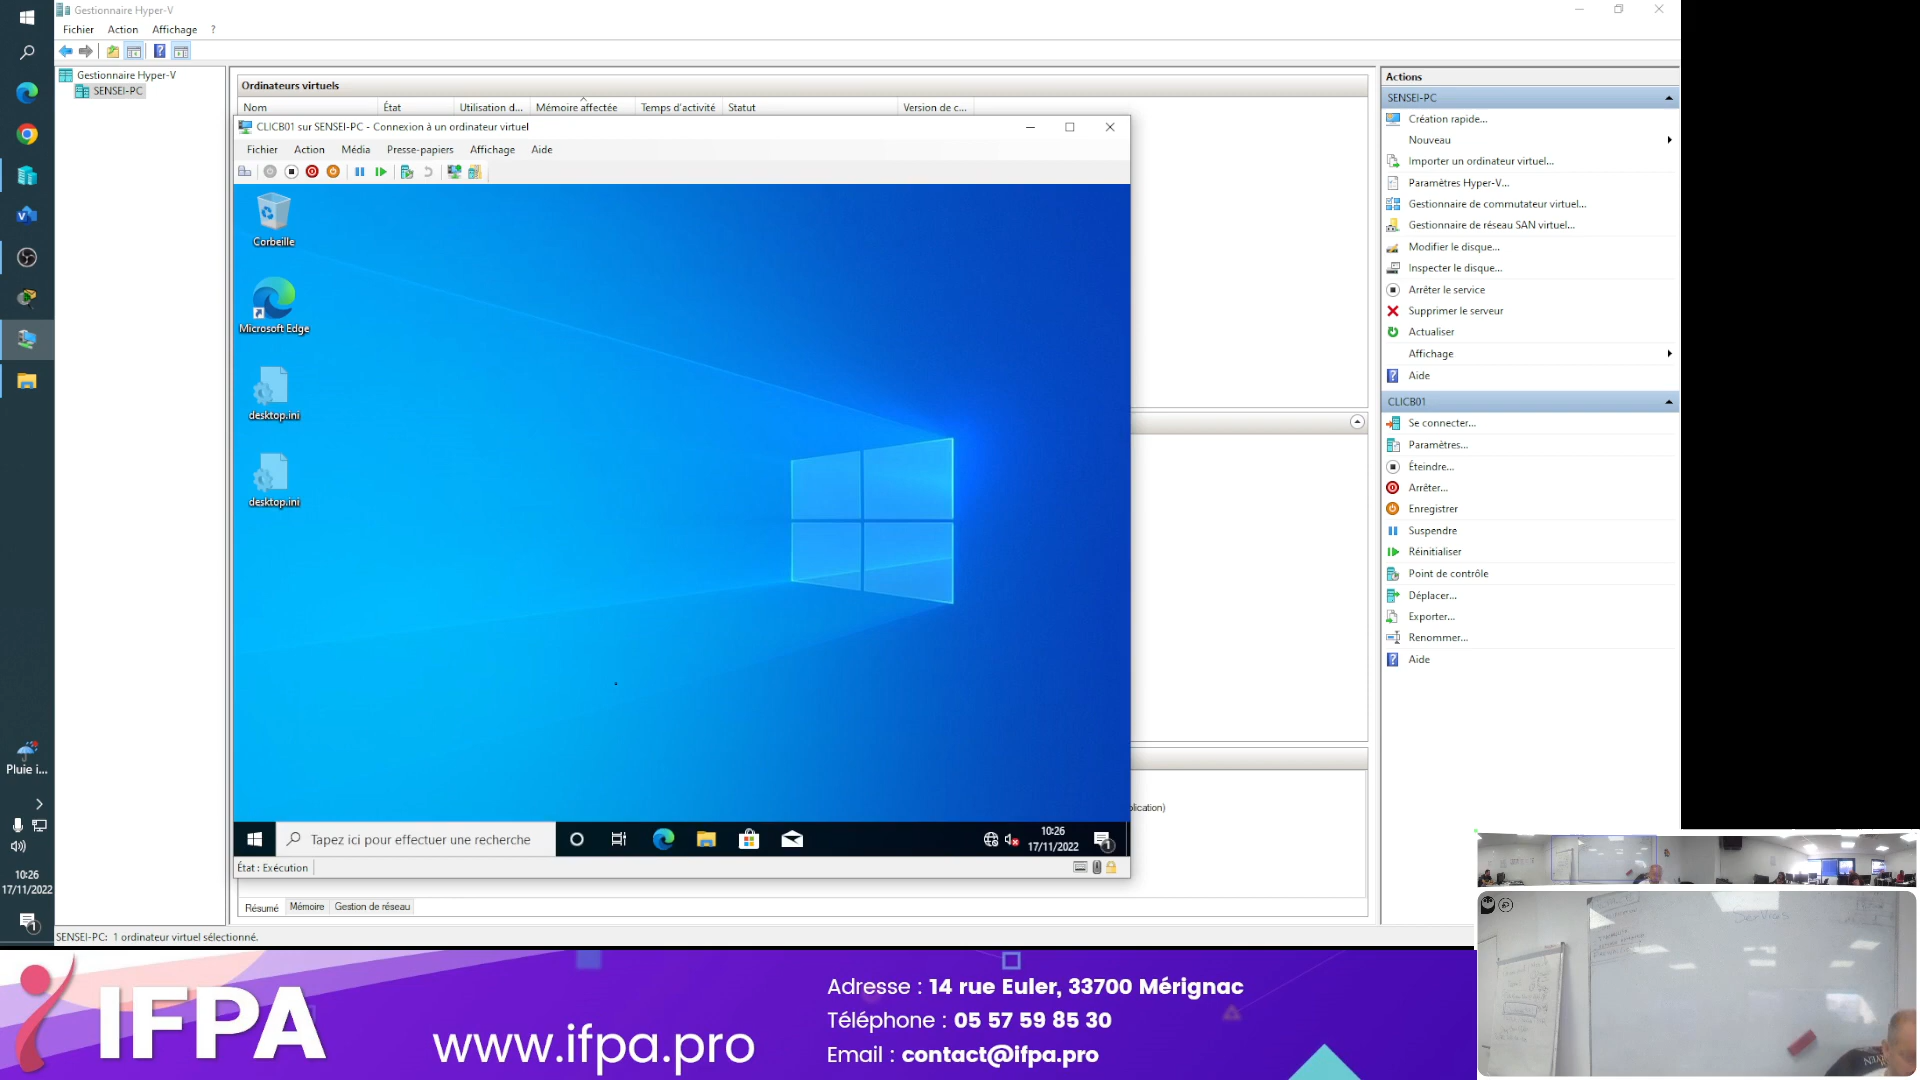 Gestionnaire Hyper-V
Fichier Action Affichage ?
Gestionnaire Hyper-V
SENSEI-PC
Ordinateurs virtuels
Nom État Utilisation d... Mémoire affectée Temps d'activité Statut Version de c...
CLICB01 sur SENSEI-PC - Connexion à un ordinateur virtuel
Fichier Action Média Presse-papiers Affichage Aide
Corbeille
Microsoft Edge
desktop.ini
desktop.ini
Tapez ici pour effectuer une recherche
10:26
17/11/2022
1
État : Exécution
plication)
Résumé Mémoire Gestion de réseau
SENSEI-PC: 1 ordinateur virtuel sélectionné.
Actions
SENSEI-PC
Création rapide...
Nouveau
Importer un ordinateur virtuel...
Paramètres Hyper-V...
Gestionnaire de commutateur virtuel...
Gestionnaire de réseau SAN virtuel...
Modifier le disque...
Inspecter le disque...
Arrêter le service
Supprimer le serveur
Actualiser
Affichage
Aide
CLICB01
Se connecter...
Paramètres...
Éteindre...
Arrêter...
Enregistrer
Suspendre
Réinitialiser
Point de contrôle
Déplacer...
Exporter...
Renommer...
Aide
Pluie i...
10:26
17/11/2022
1
IFPA
www.ifpa.pro
Adresse : 14 rue Euler, 33700 Mérignac
Téléphone : 05 57 59 85 30
Email : contact@ifpa.pro
Services